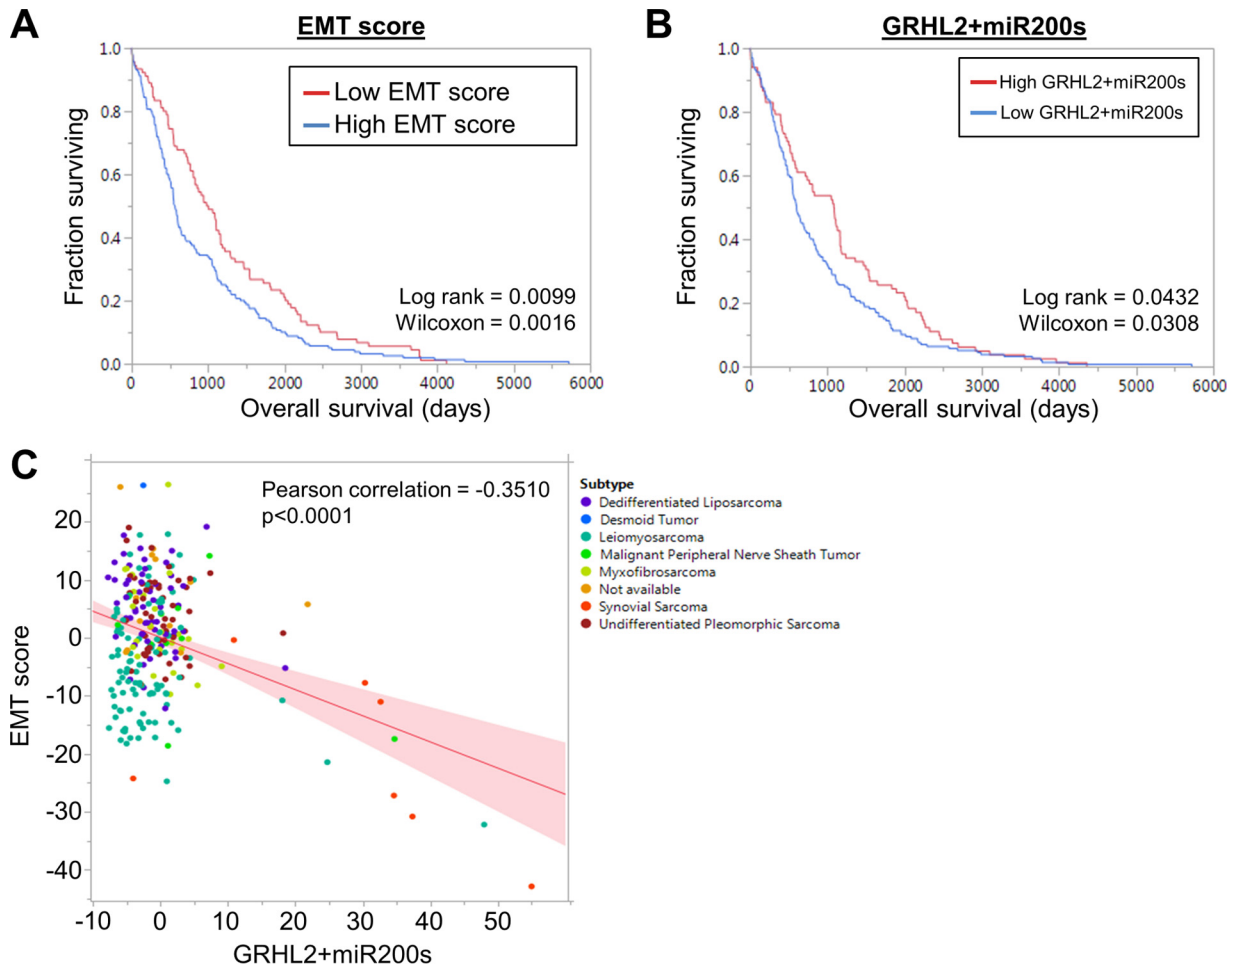 A
EMT score
1.0
0.8
0.6
0.4
0.2
0.0
Fraction surviving
Low EMT score
High EMT score
Log rank = 0.0099
Wilcoxon = 0.0016
0 1000 2000 3000 4000 5000 6000
Overall survival (days)
B
GRHL2+miR200s
1.0
0.8
0.6
0.4
0.2
0.0
Fraction surviving
High GRHL2+miR200s
Low GRHL2+miR200s
Log rank = 0.0432
Wilcoxon = 0.0308
0 1000 2000 3000 4000 5000 6000
Overall survival (days)
C
Pearson correlation = -0.3510
p<0.0001
20
10
0
-10
-20
-30
-40
EMT score
-10 0 10 20 30 40 50
GRHL2+miR200s
Subtype
Dedifferentiated Liposarcoma
Desmoid Tumor
Leiomyosarcoma
Malignant Peripheral Nerve Sheath Tumor
Myxofibrosarcoma
Not available
Synovial Sarcoma
Undifferentiated Pleomorphic Sarcoma